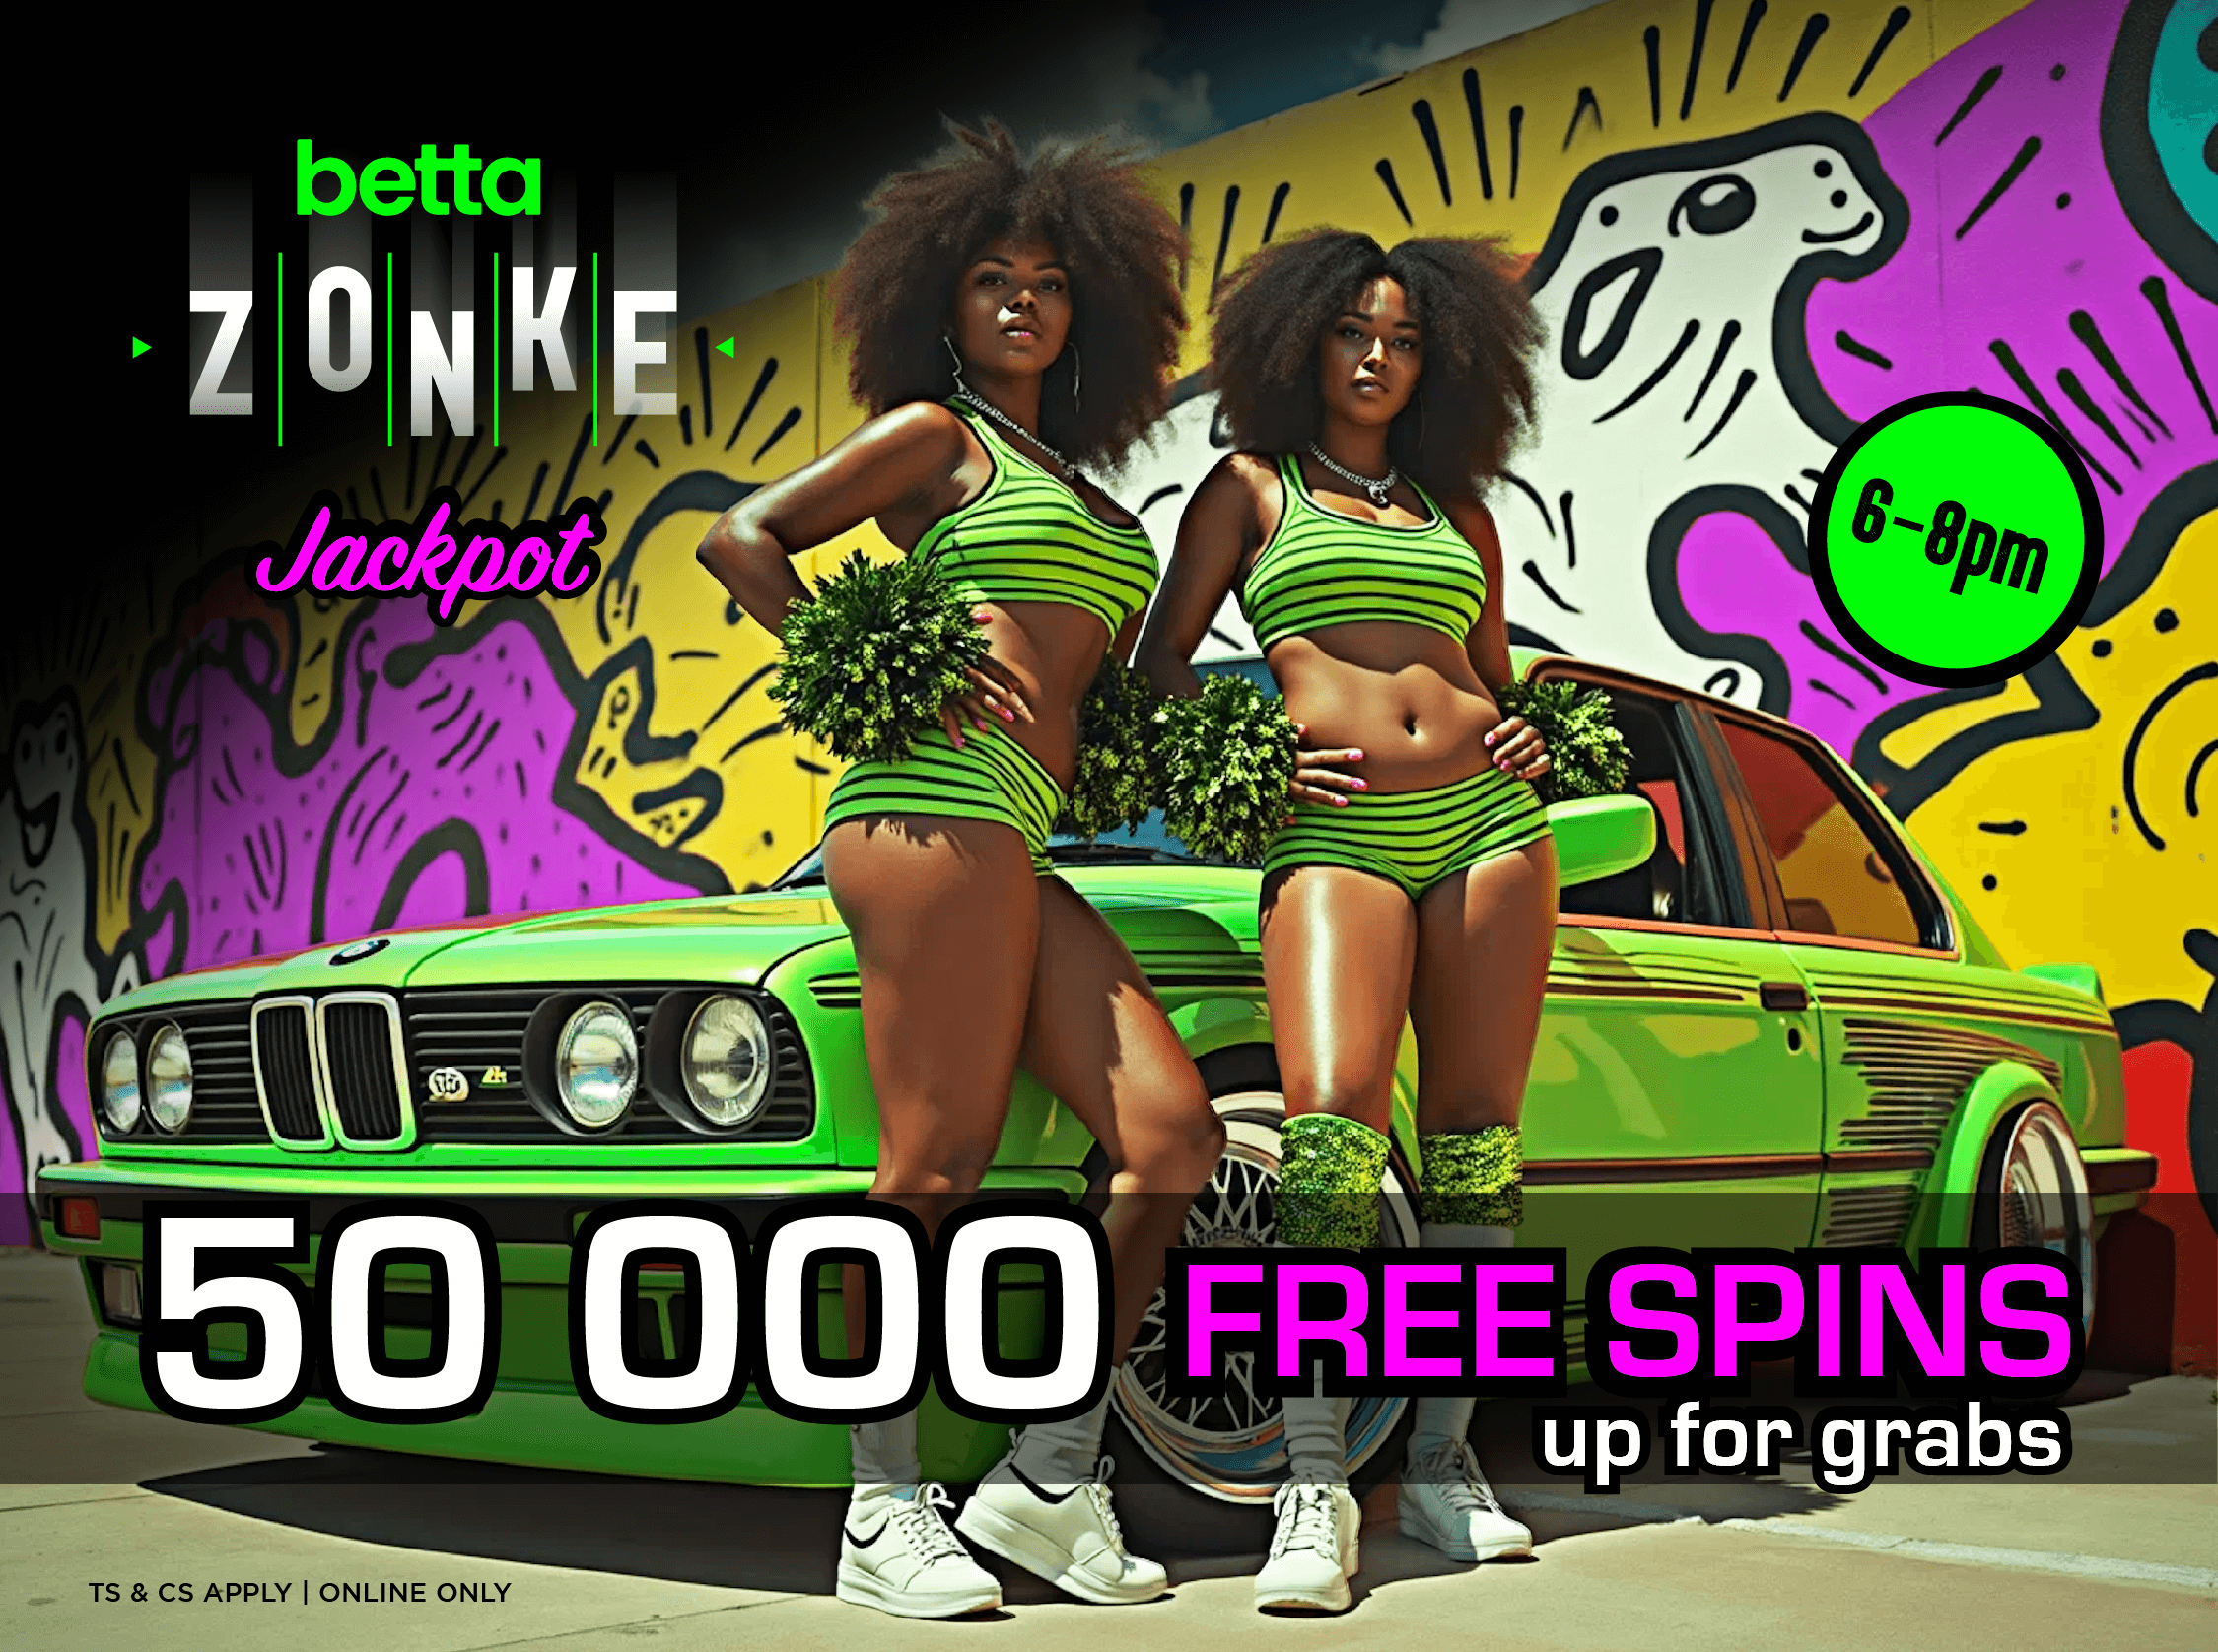 betta
ZONKE
Jackpot
6-8pm
50 000 FREE SPINS
up for grabs
TS & CS APPLY | ONLINE ONLY